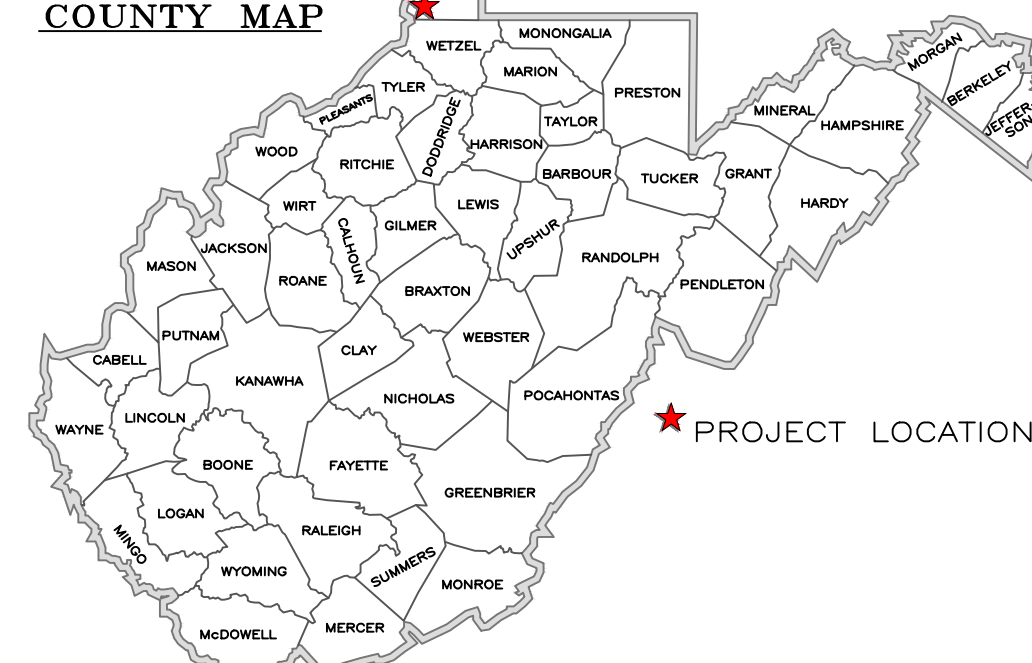 COUNTY MAP
MONONGALIA
WETZEL
MORGAN
MARION
TYLER
PRESTON
BERKELEY
PLEASANTS
MINERAL
JEFFER-
SON
TAYLOR
HAMPSHIRE
DODDRIDGE
HARRISON
WOOD
RITCHIE
BARBOUR
TUCKER
GRANT
WIRT
LEWIS
HARDY
GILMER
UPSHUR
JACKSON
CALHOUN
RANDOLPH
MASON
ROANE
BRAXTON
PENDLETON
PUTNAM
WEBSTER
CABELL
CLAY
KANAWHA
NICHOLAS
POCAHONTAS
LINCOLN
WAYNE
PROJECT LOCATION
BOONE
FAYETTE
GREENBRIER
LOGAN
RALEIGH
MINGO
WYOMING
SUMMERS
MONROE
MERCER
McDOWELL